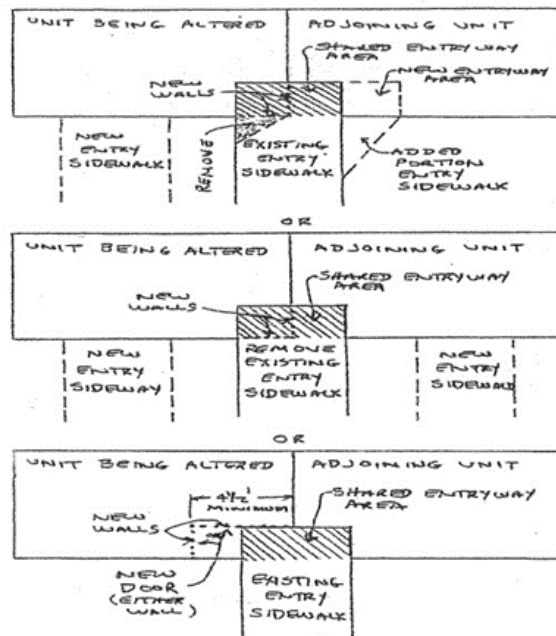 UNIT BEING ALTERED
ADJOINING UNIT
SHARED ENTRYWAY
AREA
NEW
WALLS
NEW ENTRYWAY
AREA
NEW
ENTRY
SIDEWALK
REMOVE
EXISTING
ENTRY
SIDEWALK
ADDED
PORTION
ENTRY
SIDEWALK
OR
UNIT BEING ALTERED
ADJOINING UNIT
SHARED ENTRYWAY
AREA
NEW
WALLS
NEW
ENTRY
SIDEWAY
REMOVE
EXISTING
ENTRY
SIDEWALK
NEW
ENTRY
SIDEWALK
OR
UNIT BEING ALTERED
ADJOINING UNIT
4½'
MINIMUM
SHARED ENTRYWAY
AREA
NEW
WALLS
NEW
DOOR
(EITHER
WALL)
EXISTING
ENTRY
SIDEWALK